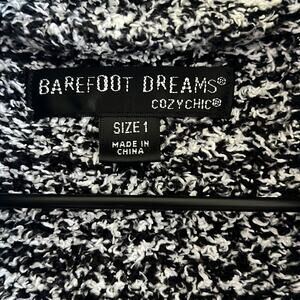 BAREFOOT DREAMS®
COZYCHIC®
SIZE 1
MADE IN
CHINA